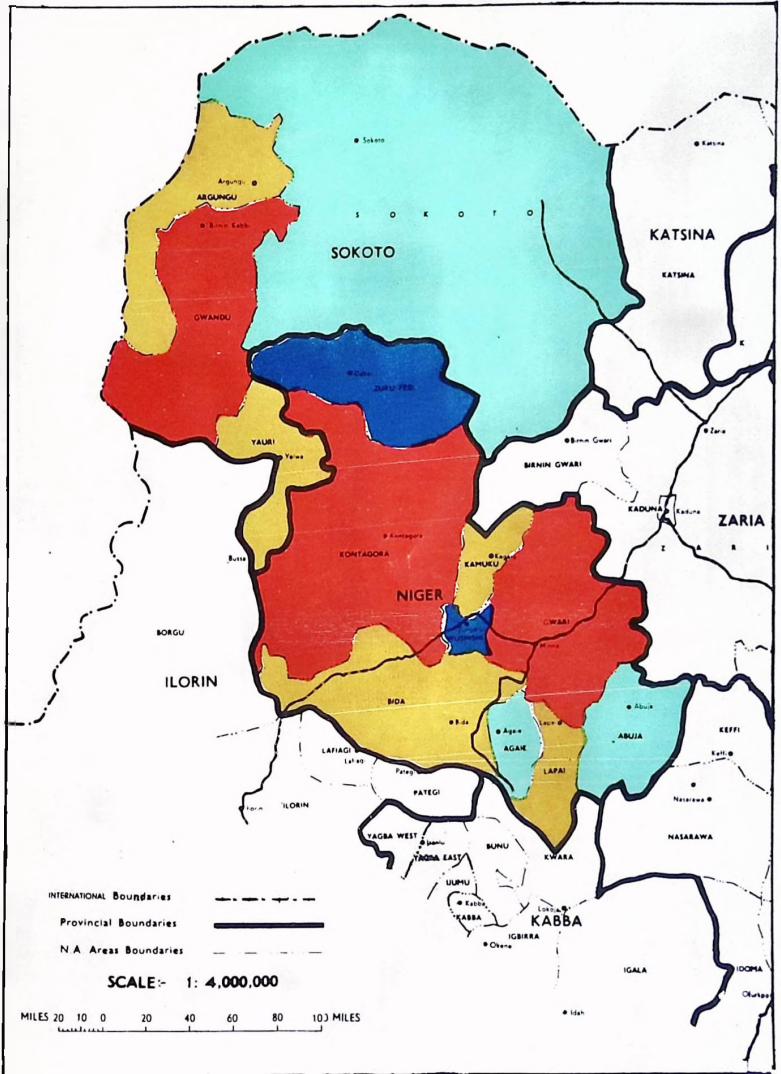 Sokoto
Katsina
Argungu
ARGUNGU
S O K O T O
Birnin Kebbi
KATSINA
SOKOTO
KATSINA
GWANDU
K
Dabai
ZURU FED.
YAURI
Yelwa
Zaria
Birnin Gwari
BIRNIN GWARI
KADUNA
Kaduna
ZARIA
Kontagora
KONTAGORA
Z A R I
Bussa
KAMUKU
NIGER
GWARI
WUSHISHI
BORGU
Minna
ILORIN
BIDA
Bida
Lapai
Abuja
Agaie
AGAIE
ABUJA
KEFFI
Keffi
LAFIAGI
Lafiagi
LAPAI
Pategi
PATEGI
Nasarawa
Ilorin
ILORIN
NASARAWA
YAGBA WEST
BUNU
KWARA
YAGBA EAST
Kabba
KABBA
KABBA
IGBIRRA
Okene
IGALA
IDOMA
Idah
INTERNATIONAL Boundaries
Provincial Boundaries
N.A. Areas Boundaries
SCALE:- 1: 4,000,000
MILES 20 10 0 20 40 60 80 100 MILES